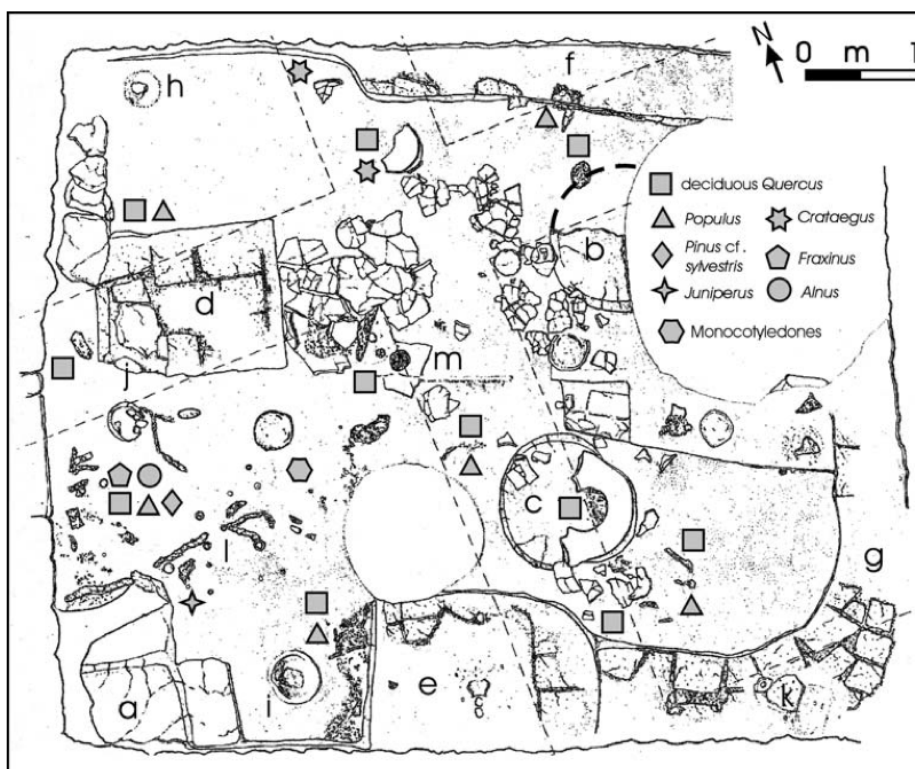 N
0 m 1
h
f
deciduous Quercus
Populus
Crataegus
Pinus cf. sylvestris
Fraxinus
Juniperus
Alnus
Monocotyledones
b
d
m
j
c
l
g
a
i
e
k